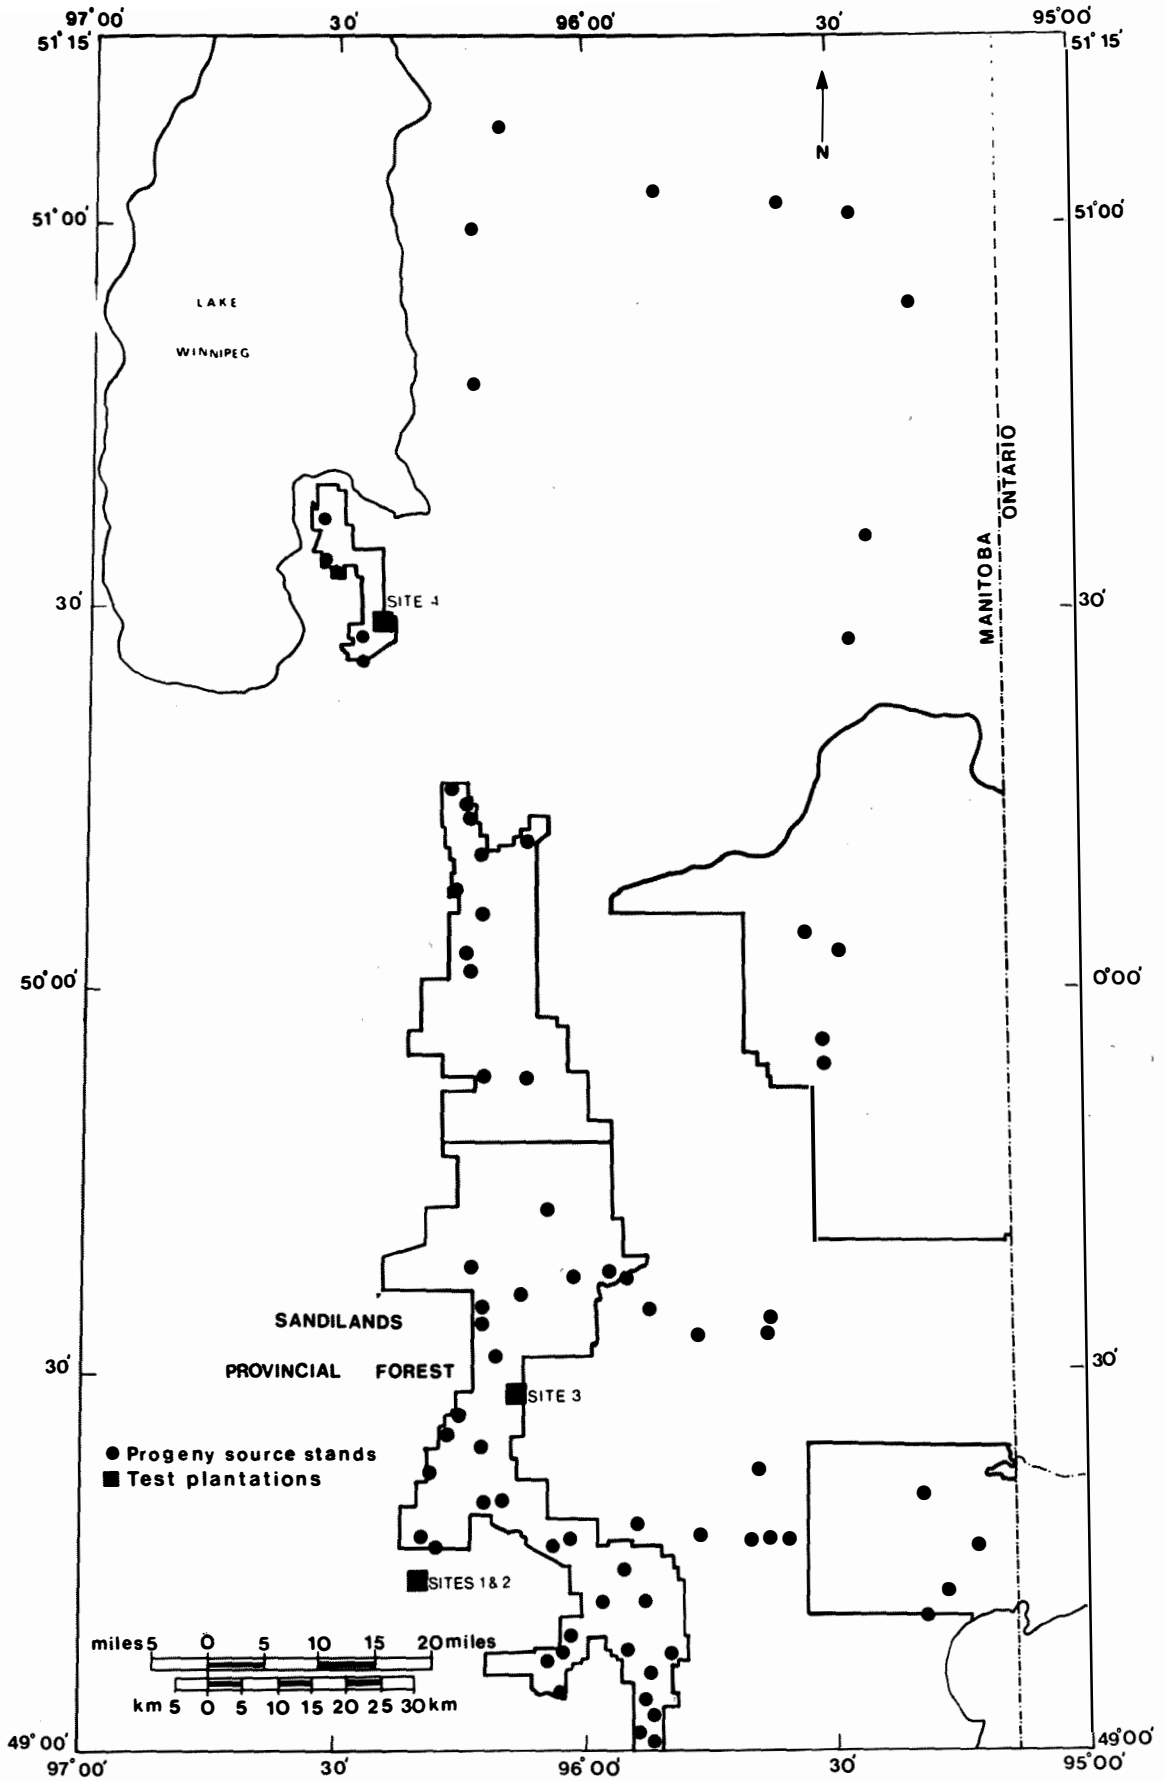 97°00′ 30′ 96°00′ 30′ 95°00′
51°15′ 51°15′
N
51°00′ 51°00′
LAKE
WINNIPEG
ONTARIO
MANITOBA
SITE 4
30′ 30′
50°00′ 0°00′
SANDILANDS
PROVINCIAL FOREST
30′ 30′
SITE 3
Progeny source stands
Test plantations
SITES 1&2
miles 5 0 5 10 15 20 miles
km 5 0 5 10 15 20 25 30 km
49°00′ 49°00′
97°00′ 30′ 96°00′ 30′ 95°00′